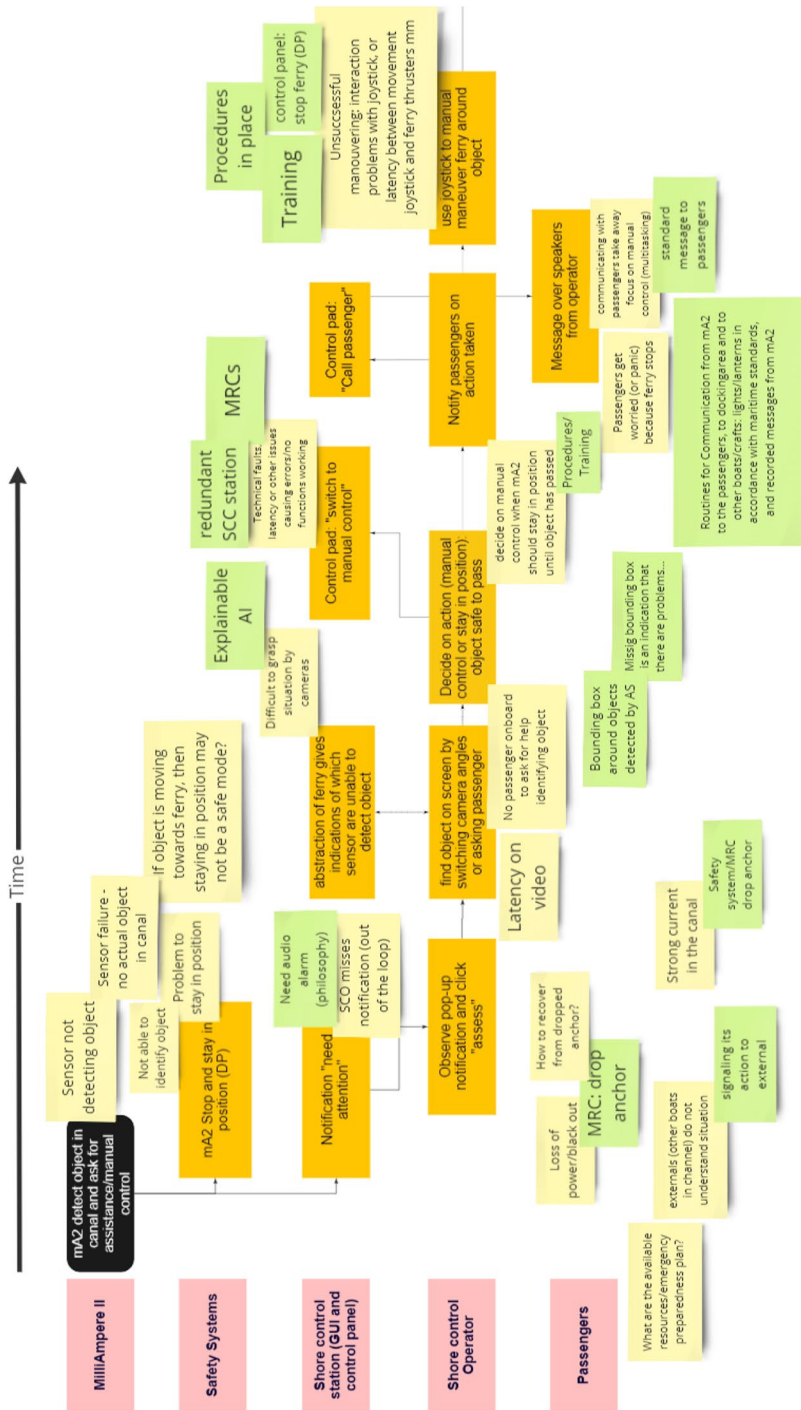 Time
MilliAmpere II
mA2 detect object in
canal and ask for
assistance/manual
control
Sensor not
detecting object
Sensor failure -
no actual object
in canal
Safety Systems
mA2 Stop and stay in
position (DP)
Not able to
identify object
Problem to
stay in position
If object is moving
towards ferry, then
staying in position may
not be a safe mode?
Explainable
AI
redundant
SCC station
MRCs
Technical faults.
latency or other issues
causing errors/no
functions working
Difficult to grasp
situation by
cameras
Procedures
in place
Training
control panel:
stop ferry (DP)
Unsuccsessful
manouvering: interaction
problems with joystick, or
latency between movement
joystick and ferry thrusters mm
Shore control
station (GUI and
control panel)
Notification "need
attention"
Need audio
alarm
(philosophy)
SCO misses
notification (out
of the loop)
abstraction of ferry gives
indications of which
sensor are unable to
detect object
Control pad: "switch to
manual control"
Control pad:
"Call passenger"
Shore control
Operator
Observe pop-up
notification and click
"assess"
find object on screen by
switching camera angles
or asking passenger
Decide on action (manual
control or stay in position):
object safe to pass
Notify passengers on
action taken
use joystick to manual
maneuver ferry around
object
Latency on
video
No passenger onboard
to ask for help
identifying object
decide on manual
control when mA2
should stay in position
until object has passed
Procedures/
Training
Passengers
Loss of
power/black out
MRC: drop
anchor
How to recover
from dropped
anchor?
Bounding box
around objects
detected by AS
Missig bounding box
is an indication that
there are problems...
Passengers get
worried (or panic)
because ferry stops
Message over speakers
from operator
communicating with
passengers take away
focus on manual
control (multitasking)
standard
message to
passengers
What are the available
resources/emergency
preparedness plan?
externals (other boats
in channel) do not
understand situation
signaling its
action to
external
Strong current
in the canal
Safety
system/MRC
drop anchor
Routines for Communication from mA2
to the passengers, to dockingarea and to
other boats/crafts: lights/lanterns in
accordance with maritime standards,
and recorded messages from mA2